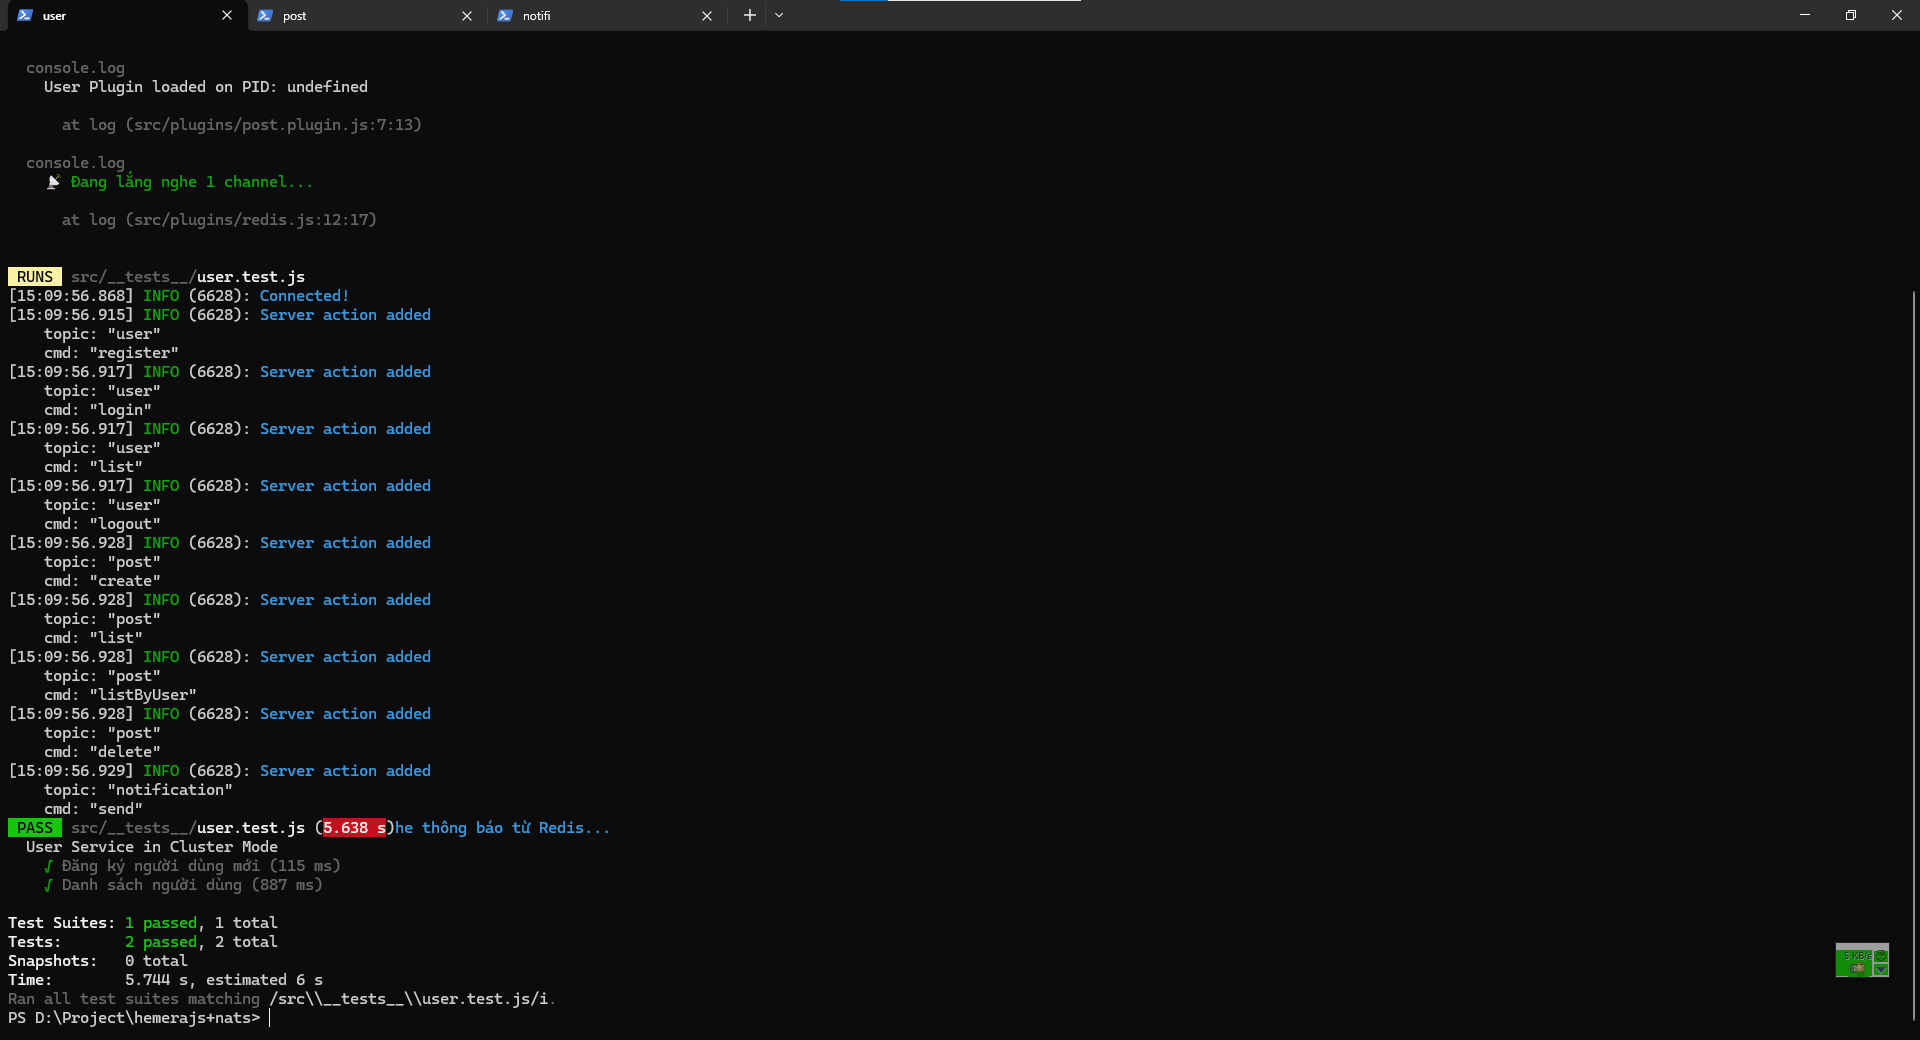 user
post
notifi
console.log
User Plugin loaded on PID: undefined
at log (src/plugins/post.plugin.js:7:13)
console.log
📡 Đang lắng nghe 1 channel...
at log (src/plugins/redis.js:12:17)
RUNS src/__tests__/user.test.js
[15:09:56.868] INFO (6628): Connected!
[15:09:56.915] INFO (6628): Server action added
topic: "user"
cmd: "register"
[15:09:56.917] INFO (6628): Server action added
topic: "user"
cmd: "login"
[15:09:56.917] INFO (6628): Server action added
topic: "user"
cmd: "list"
[15:09:56.917] INFO (6628): Server action added
topic: "user"
cmd: "logout"
[15:09:56.928] INFO (6628): Server action added
topic: "post"
cmd: "create"
[15:09:56.928] INFO (6628): Server action added
topic: "post"
cmd: "list"
[15:09:56.928] INFO (6628): Server action added
topic: "post"
cmd: "listByUser"
[15:09:56.928] INFO (6628): Server action added
topic: "post"
cmd: "delete"
[15:09:56.929] INFO (6628): Server action added
topic: "notification"
cmd: "send"
PASS src/__tests__/user.test.js (5.638 s)he thông báo từ Redis...
User Service in Cluster Mode
√ Đăng ký người dùng mới (115 ms)
√ Danh sách người dùng (887 ms)
Test Suites: 1 passed, 1 total
Tests: 2 passed, 2 total
Snapshots: 0 total
Time: 5.744 s, estimated 6 s
Ran all test suites matching /src\\__tests__\\user.test.js/i.
PS D:\Project\hemerajs+nats>
5 KB/s